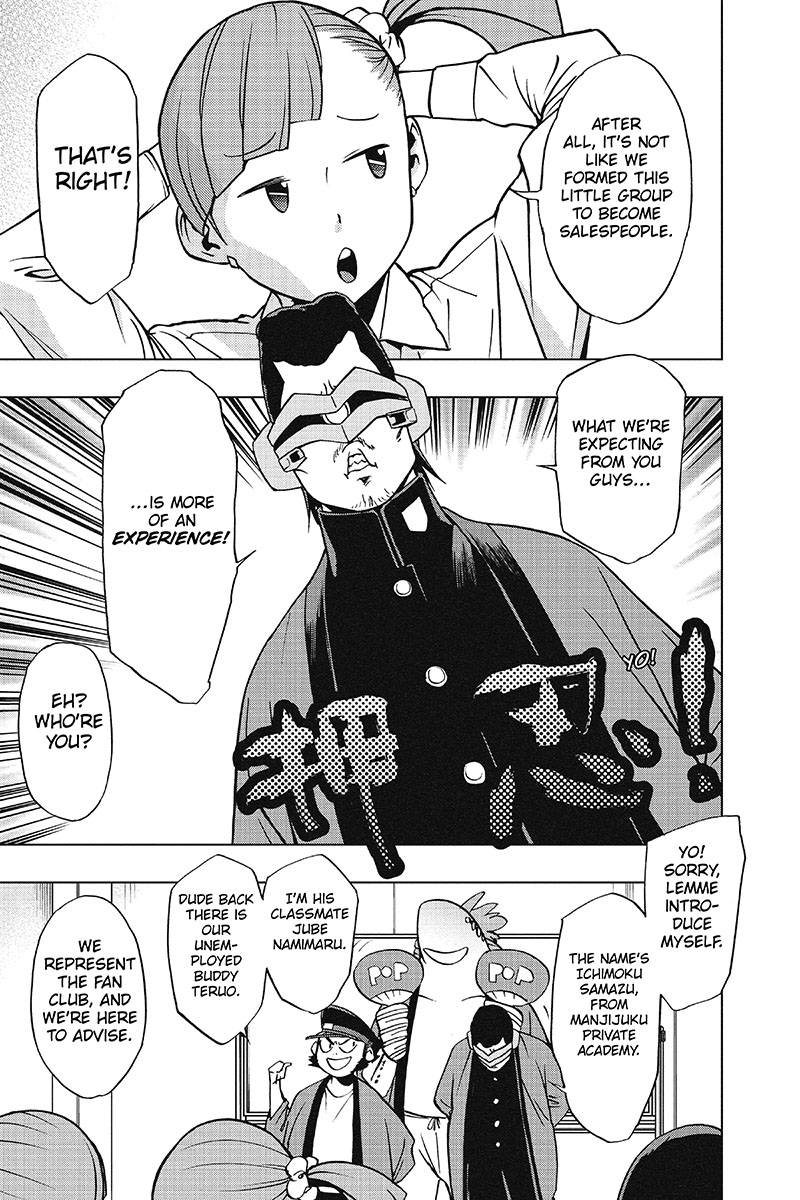 AFTER
ALL, IT'S NOT
LIKE WE
FORMED THIS
LITTLE GROUP
TO BECOME
SALESPEOPLE.
THAT'S
RIGHT!
WHAT WE'RE
EXPECTING
FROM YOU
GUYS...
...IS MORE
OF AN
EXPERIENCE!
YO!
押忍!
EH?
WHO'RE
YOU?
YO!
SORRY,
LEMME
INTRO-
DUCE
MYSELF.
THE NAME'S
ICHIMOKU
SAMAZU,
FROM
MANJIJUKU
PRIVATE
ACADEMY.
I'M HIS
CLASSMATE
JUBE
NAMIMARU.
DUDE BACK
THERE IS
OUR
UNEM-
PLOYED
BUDDY
TERUO.
WE
REPRESENT
THE FAN
CLUB, AND
WE'RE HERE
TO ADVISE.
POP
POP